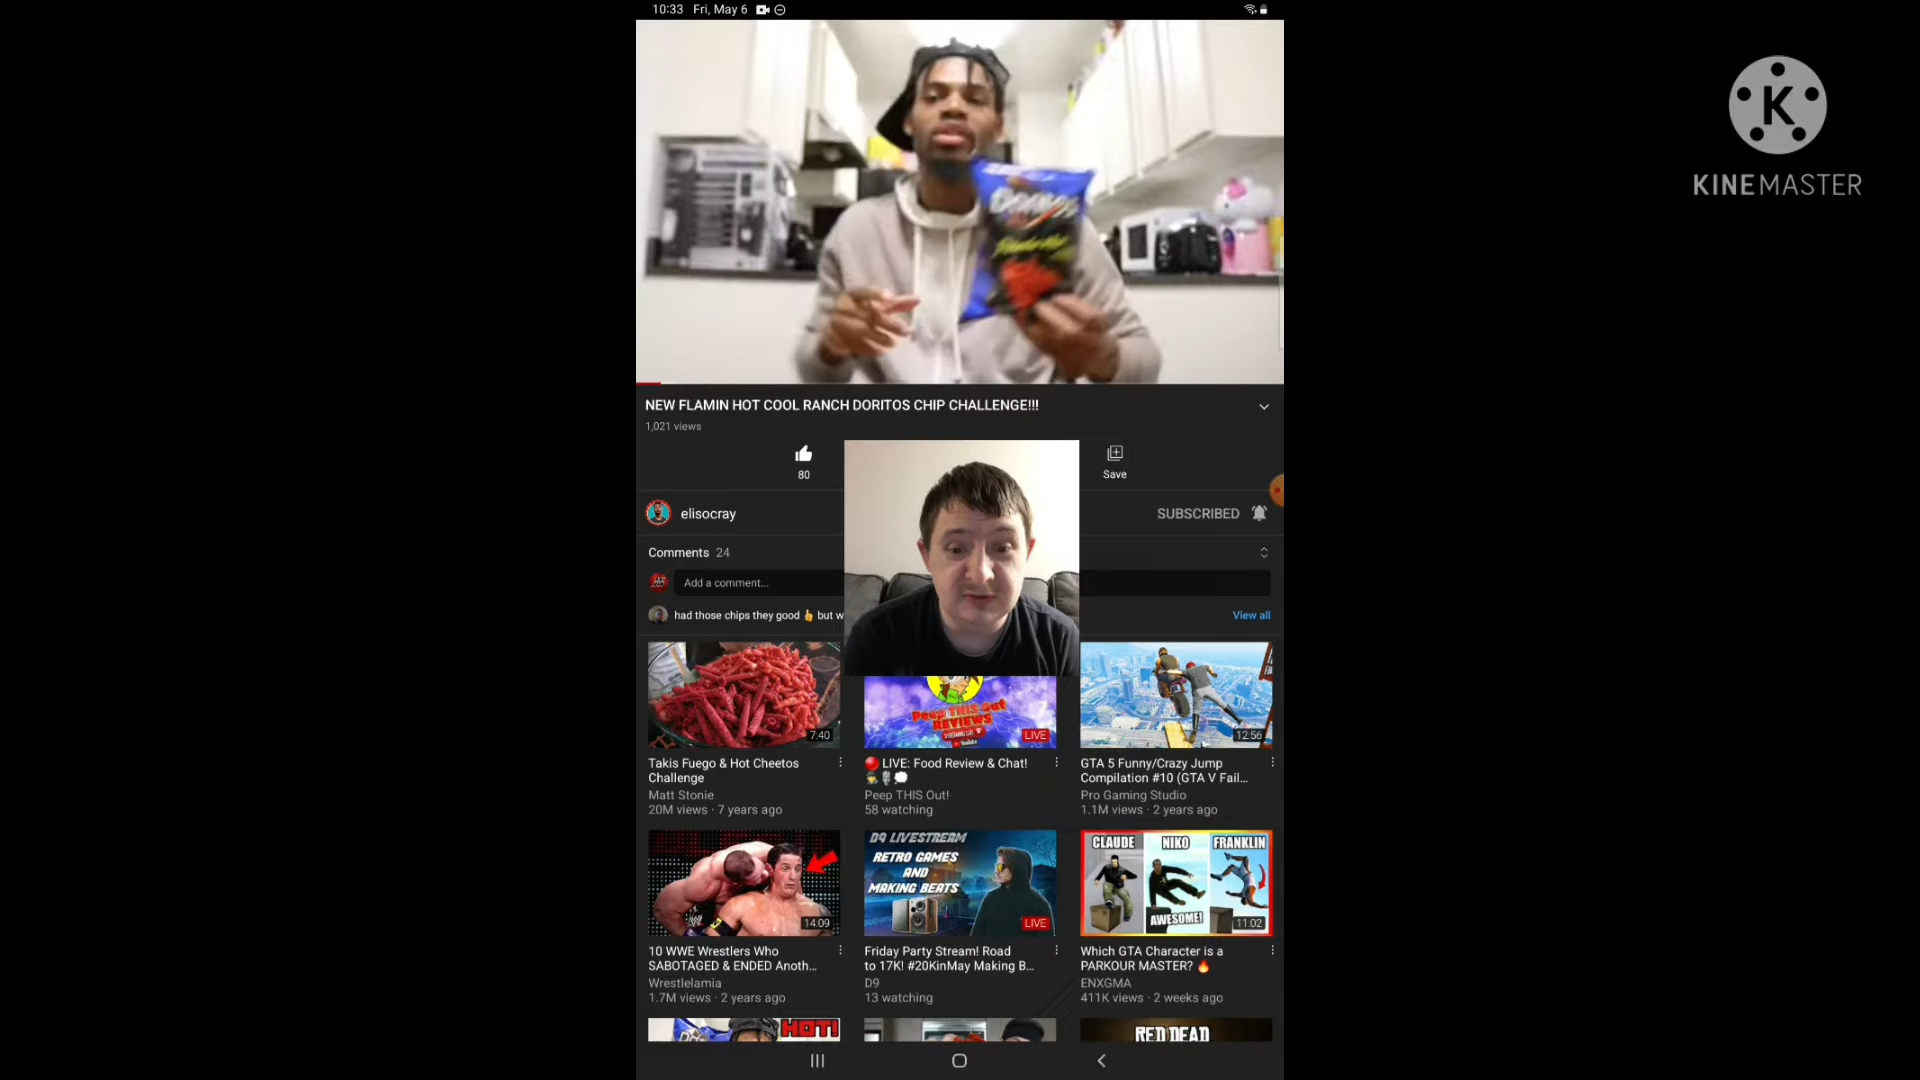 10:33 Fri, May 6
KINEMASTER
NEW FLAMIN HOT COOL RANCH DORITOS CHIP CHALLENGE!!!
1,021 views
80
Save
elisocray
SUBSCRIBED
Comments 24
Add a comment...
had those chips they good 👍 but w
View all
7:40
Peep THIS Out
REVIEWS
LIVE
12:56
Takis Fuego & Hot Cheetos
Challenge
Matt Stonie
20M views · 7 years ago
🔴 LIVE: Food Review & Chat!
Peep THIS Out!
58 watching
GTA 5 Funny/Crazy Jump
Compilation #10 (GTA V Fail...
Pro Gaming Studio
1.1M views · 2 years ago
14:09
D9 LIVESTREAM
RETRO GAMES
AND
MAKING BEATS
LIVE
CLAUDE NIKO FRANKLIN
AWESOME!
11:02
10 WWE Wrestlers Who
SABOTAGED & ENDED Anoth...
Wrestlelamia
1.7M views · 2 years ago
Friday Party Stream! Road
to 17K! #20KinMay Making B...
D9
13 watching
Which GTA Character is a
PARKOUR MASTER? 🔥
ENXGMA
411K views · 2 weeks ago
HOT!
RED DEAD